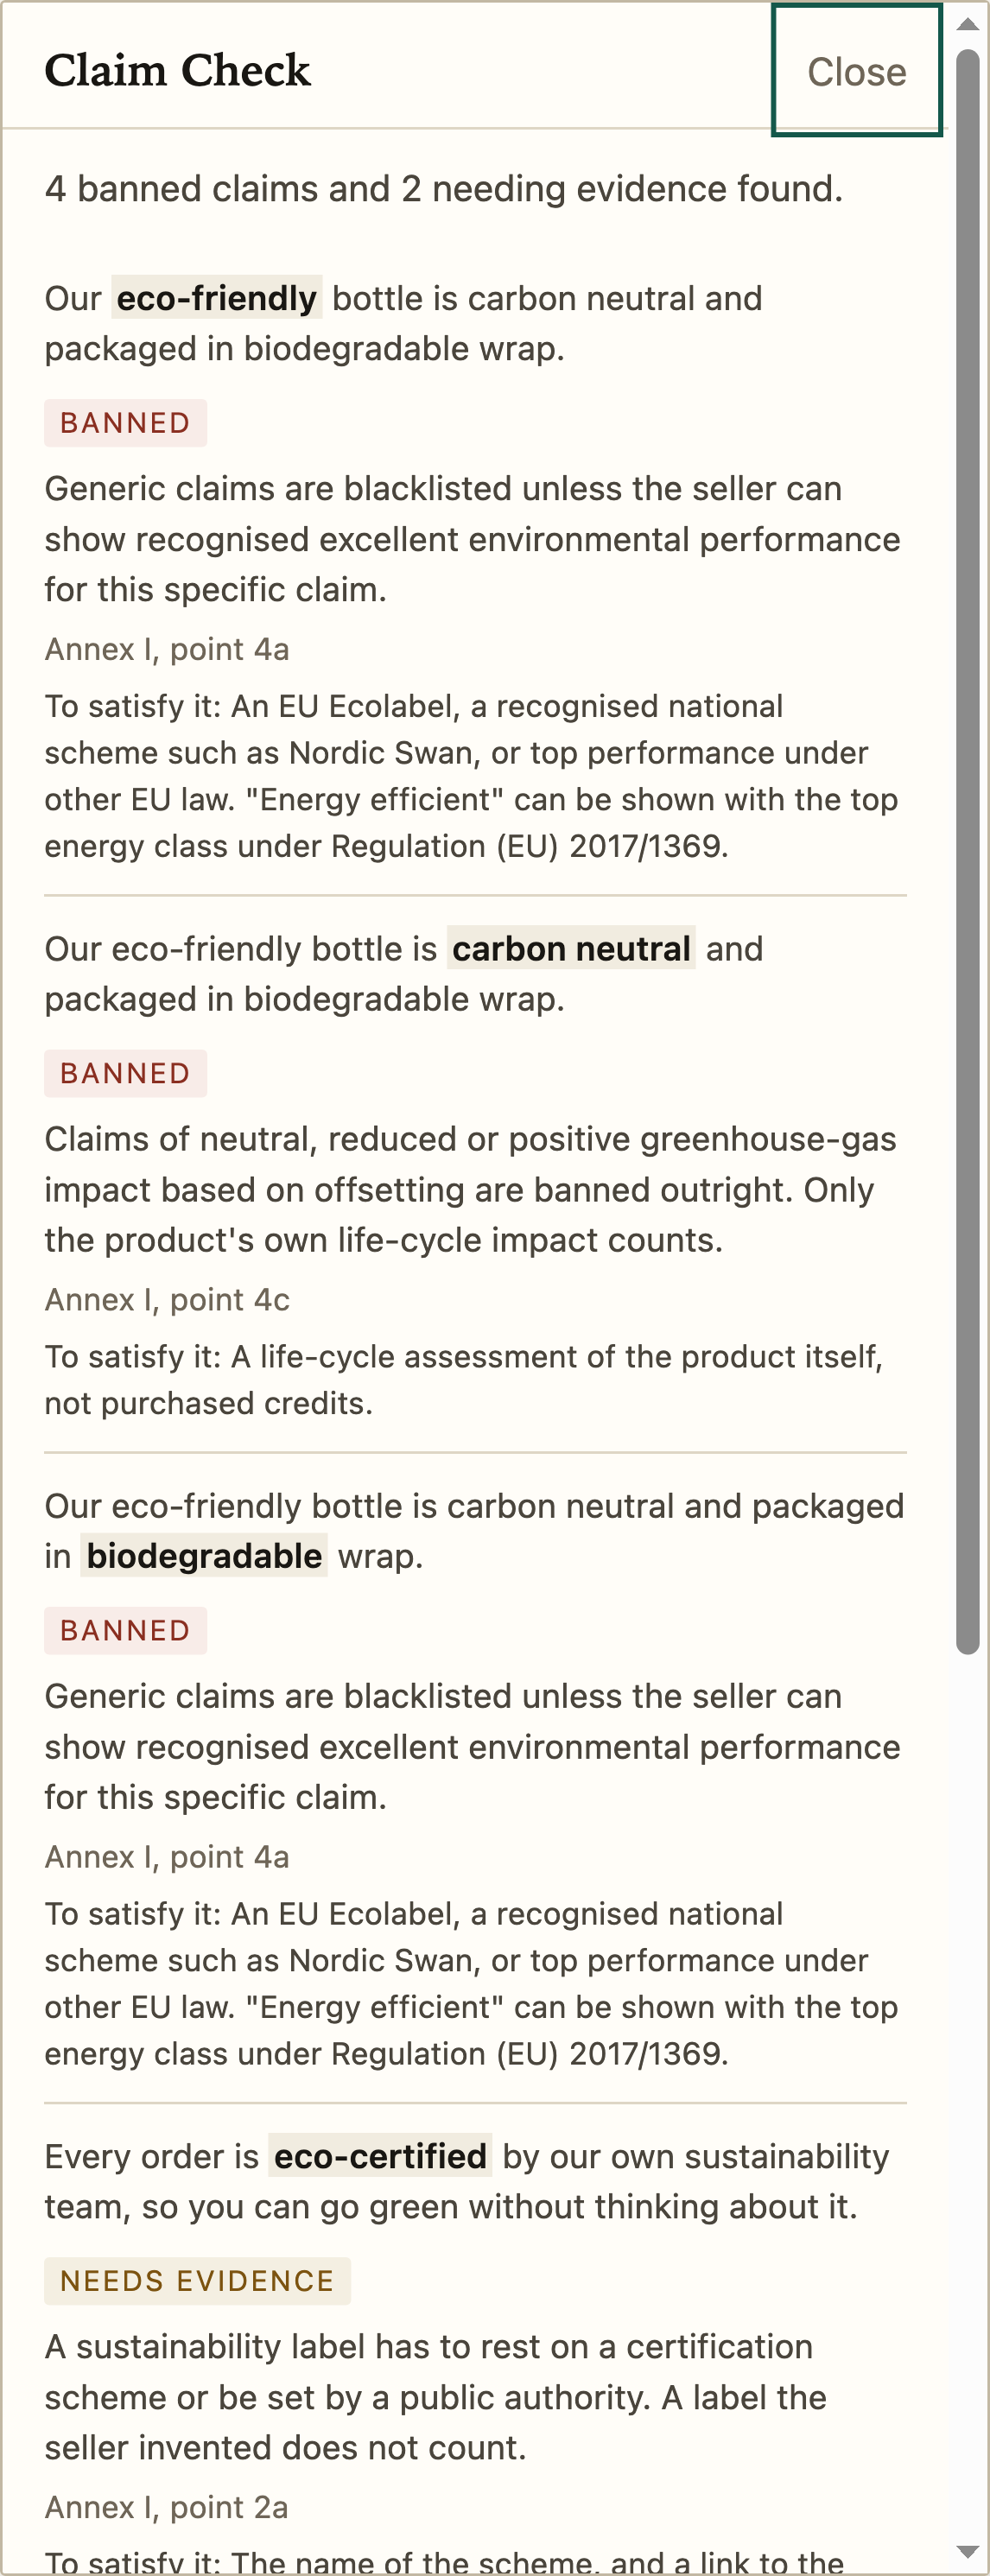 Claim Check
Close
4 banned claims and 2 needing evidence found.
Our eco-friendly bottle is carbon neutral and
packaged in biodegradable wrap.
BANNED
Generic claims are blacklisted unless the seller can
show recognised excellent environmental performance
for this specific claim.
Annex I, point 4a
To satisfy it: An EU Ecolabel, a recognised national
scheme such as Nordic Swan, or top performance under
other EU law. "Energy efficient" can be shown with the top
energy class under Regulation (EU) 2017/1369.
Our eco-friendly bottle is carbon neutral and
packaged in biodegradable wrap.
BANNED
Claims of neutral, reduced or positive greenhouse-gas
impact based on offsetting are banned outright. Only
the product's own life-cycle impact counts.
Annex I, point 4c
To satisfy it: A life-cycle assessment of the product itself,
not purchased credits.
Our eco-friendly bottle is carbon neutral and packaged
in biodegradable wrap.
BANNED
Generic claims are blacklisted unless the seller can
show recognised excellent environmental performance
for this specific claim.
Annex I, point 4a
To satisfy it: An EU Ecolabel, a recognised national
scheme such as Nordic Swan, or top performance under
other EU law. "Energy efficient" can be shown with the top
energy class under Regulation (EU) 2017/1369.
Every order is eco-certified by our own sustainability
team, so you can go green without thinking about it.
NEEDS EVIDENCE
A sustainability label has to rest on a certification
scheme or be set by a public authority. A label the
seller invented does not count.
Annex I, point 2a
To satisfy it: The name of the scheme, and a link to the